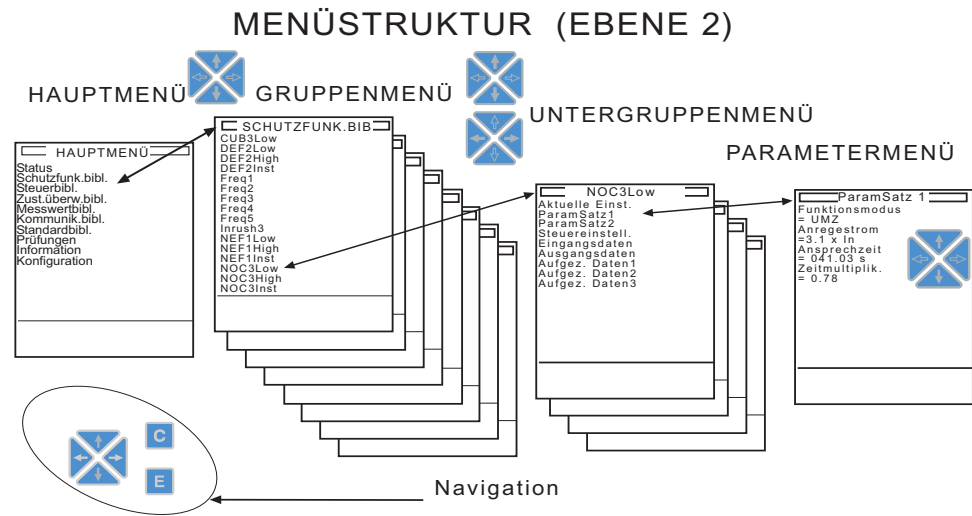 MENÜSTRUKTUR (EBENE 2)
HAUPTMENÜ
GRUPPENMENÜ
UNTERGRUPPENMENÜ
PARAMETERMENÜ
HAUPTMENÜ
Status
Schutzfunk.bibl.
Steuerbibl.
Zust.überw.bibl.
Messwertbibl.
Kommunik.bibl.
Standardbibl.
Prüfungen
Information
Konfiguration
SCHUTZFUNK.BIB
CUB3Low
DEF2Low
DEF2High
DEF2Inst
Freq1
Freq2
Freq3
Freq4
Freq5
Inrush3
NEF1Low
NEF1High
NEF1Inst
NOC3Low
NOC3High
NOC3Inst
NOC3Low
Aktuelle Einst.
ParamSatz1
ParamSatz2
Steuereinstell.
Eingangsdaten
Ausgangsdaten
Aufgez. Daten1
Aufgez. Daten2
Aufgez. Daten3
ParamSatz 1
Funktionsmodus
= UMZ
Anregestrom
=3.1 x In
Ansprechzeit
= 041.03 s
Zeitmultiplik.
= 0.78
C
E
Navigation